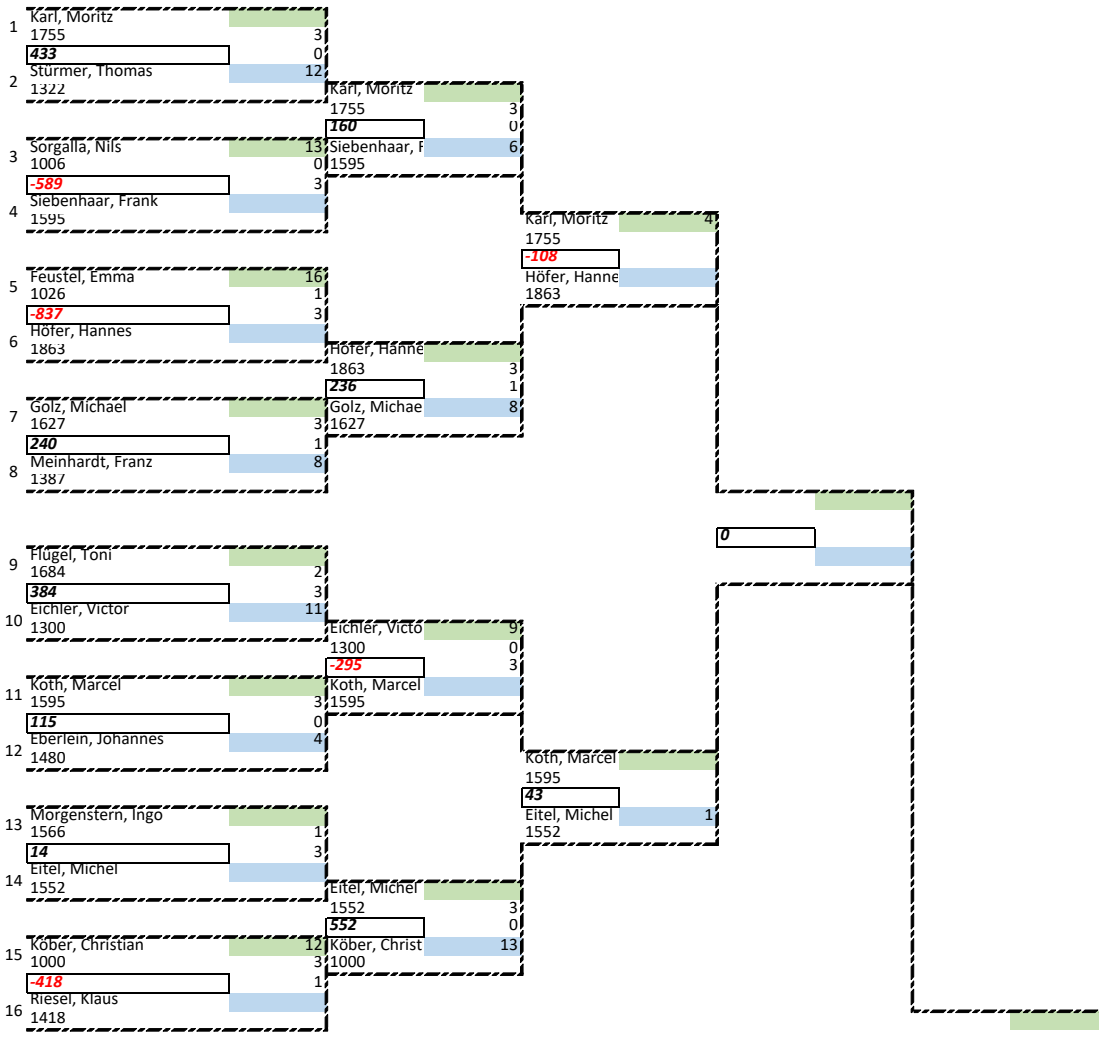 1 Karl, Moritz
1755 3
433 0
2 Stürmer, Thomas 12
1322
3 Sorgalla, Nils 13
1006 0
-589 3
4 Siebenhaar, Frank
1595
5 Feustel, Emma 16
1026 1
-837 3
6 Höfer, Hannes
1863
7 Golz, Michael
1627 3
240 1
8 Meinhardt, Franz 8
1387
9 Flügel, Toni
1684 2
384 3
10 Eichler, Victor 11
1300
11 Koth, Marcel
1595 3
115 0
12 Eberlein, Johannes 4
1480
13 Morgenstern, Ingo
1566 1
14 3
14 Eitel, Michel
1552
15 Köber, Christian 12
1000 3
-418 1
16 Riesel, Klaus
1418
Karl, Moritz
1755 3
160 0
Siebenhaar, F 6
1595
Höfer, Hanne
1863 3
236 1
Golz, Michae 8
1627
Eichler, Victo 9
1300 0
-295 3
Koth, Marcel
1595
Eitel, Michel
1552 3
552 0
Köber, Christ 13
1000
Karl, Moritz 4
1755
-108
Höfer, Hanne
1863
Koth, Marcel
1595
43
Eitel, Michel 1
1552
0